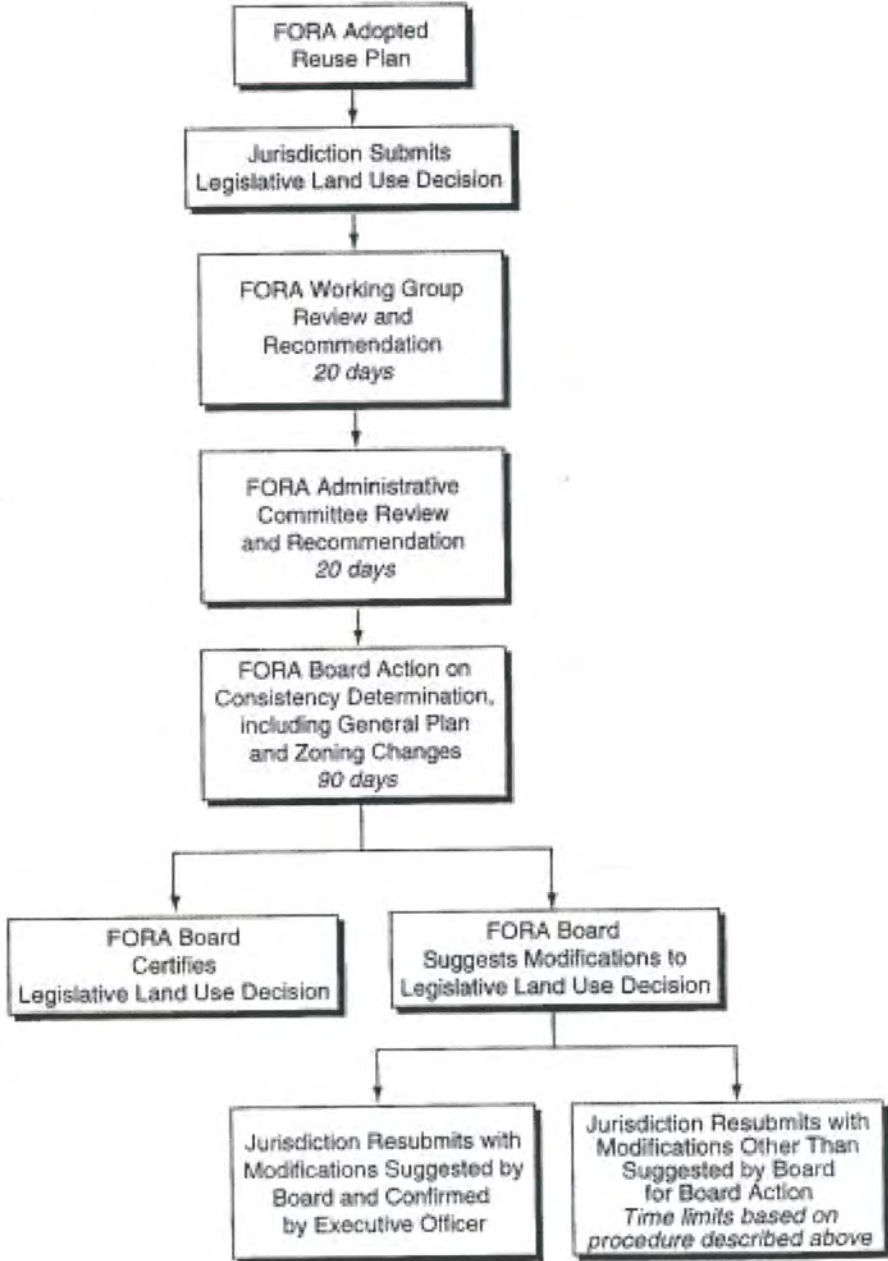 FORA Adopted
Reuse Plan
Jurisdiction Submits
Legislative Land Use Decision
FORA Working Group
Review and
Recommendation
20 days
FORA Administrative
Committee Review
and Recommendation
20 days
FORA Board Action on
Consistency Determination,
including General Plan
and Zoning Changes
90 days
FORA Board
Certifies
Legislative Land Use Decision
FORA Board
Suggests Modifications to
Legislative Land Use Decision
Jurisdiction Resubmits with
Modifications Suggested by
Board and Confirmed
by Executive Officer
Jurisdiction Resubmits with
Modifications Other Than
Suggested by Board
for Board Action
Time limits based on
procedure described above